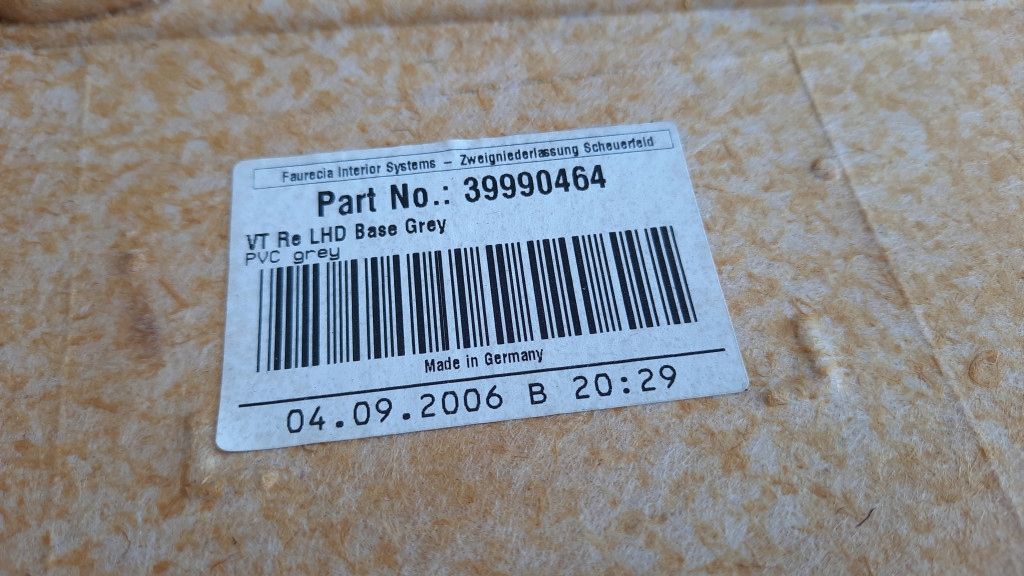 Faurecia Interior Systems – Zweigniederlassung Scheuerfeld
Part No.: 39990464
VT Re LHD Base Grey
PVC grey
Made in Germany
04.09.2006 B 20:29